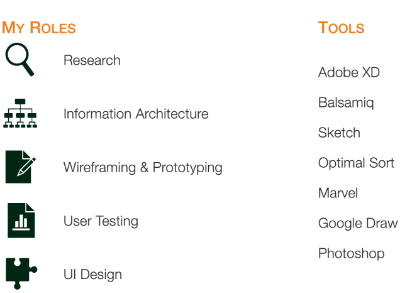 My Roles
Research
Information Architecture
Wireframing & Prototyping
User Testing
UI Design
Tools
Adobe XD
Balsamiq
Sketch
Optimal Sort
Marvel
Google Draw
Photoshop